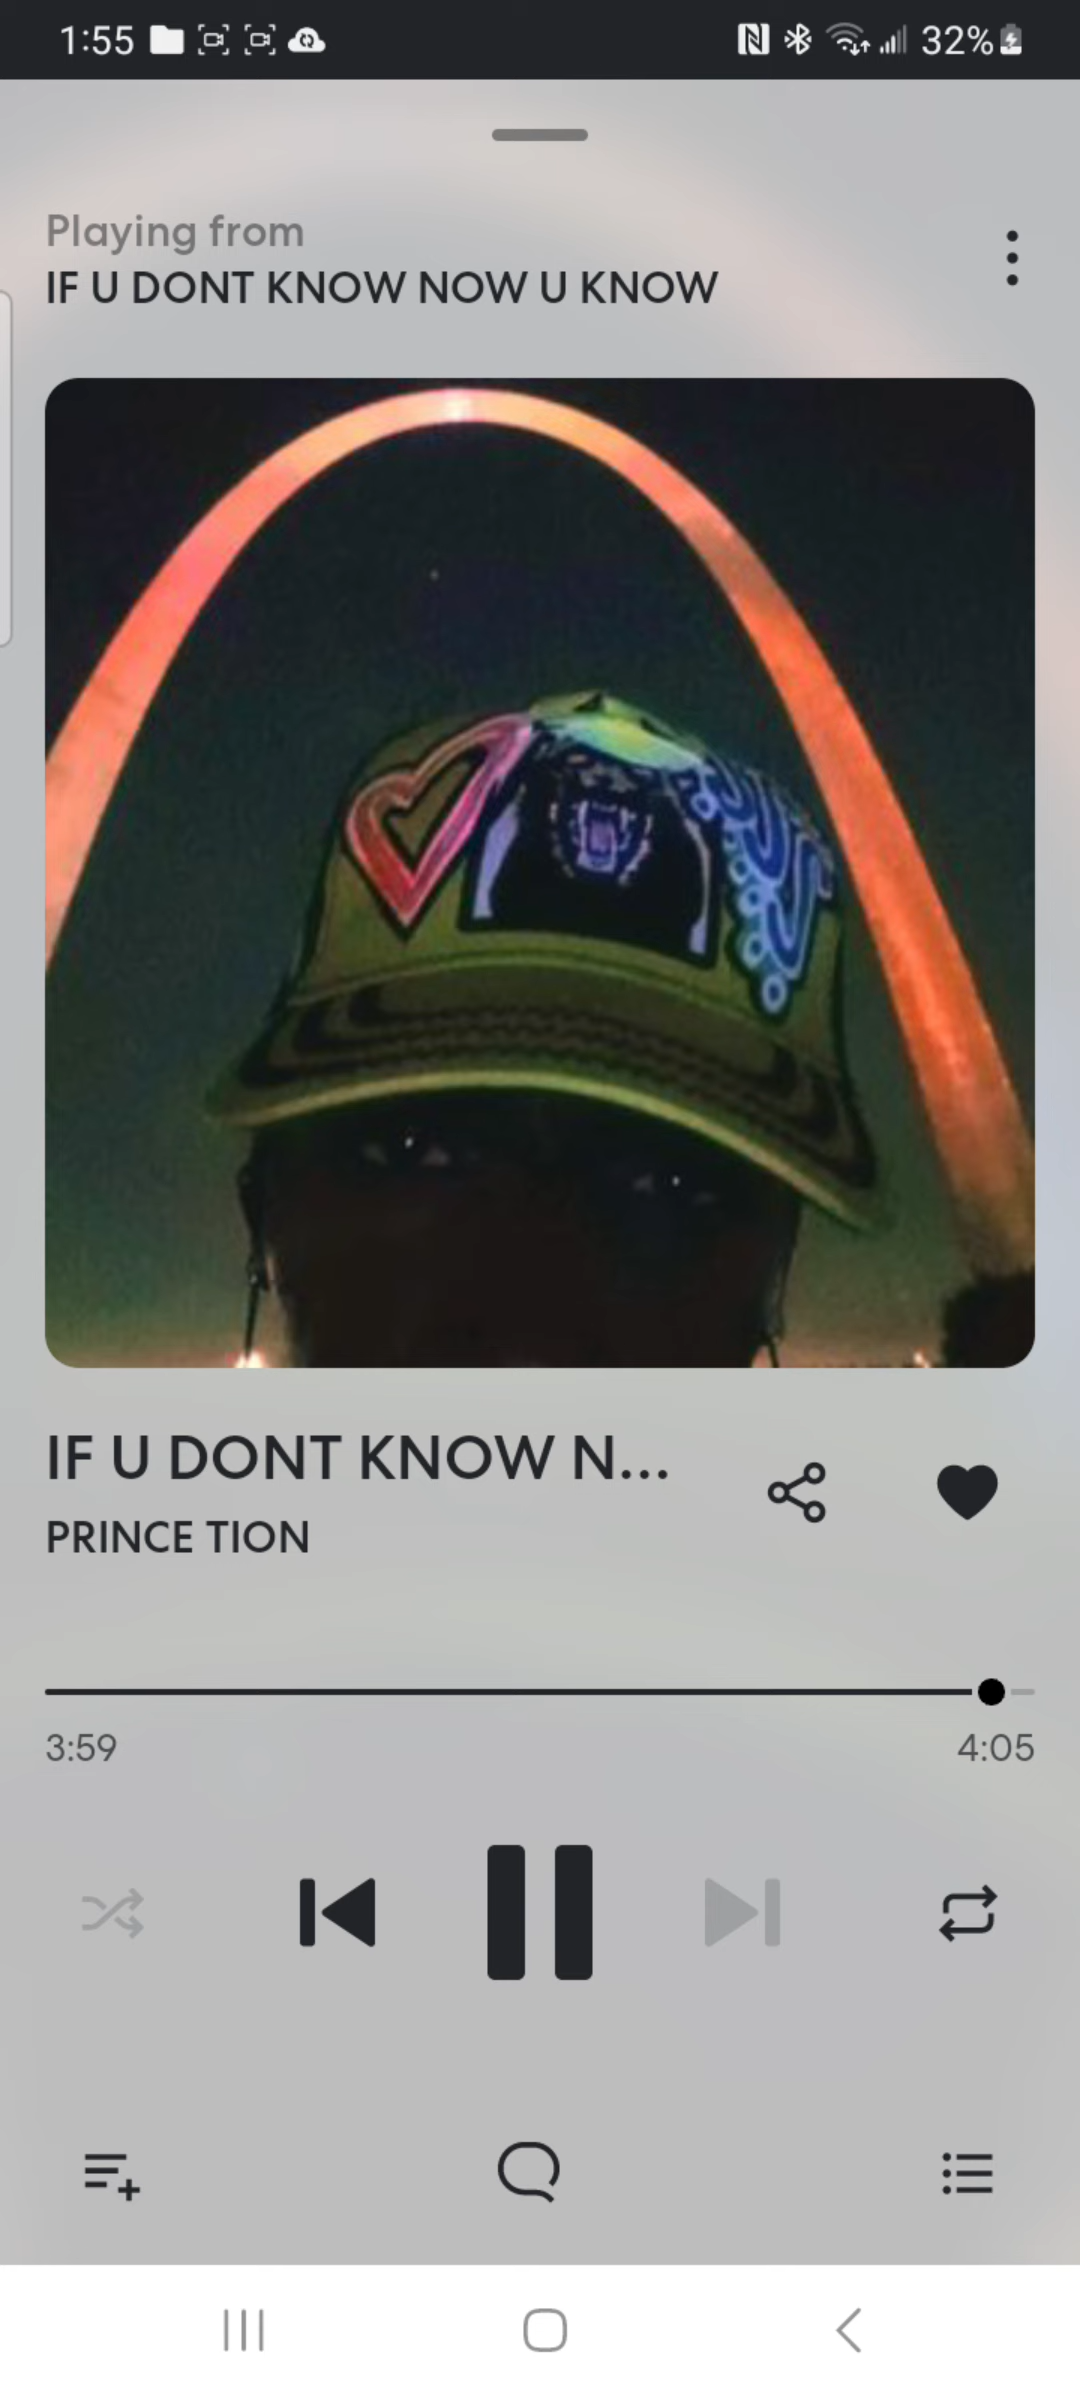 1:55 32%
Playing from
IF U DONT KNOW NOW U KNOW
IF U DONT KNOW N...
PRINCE TION
3:59 4:05